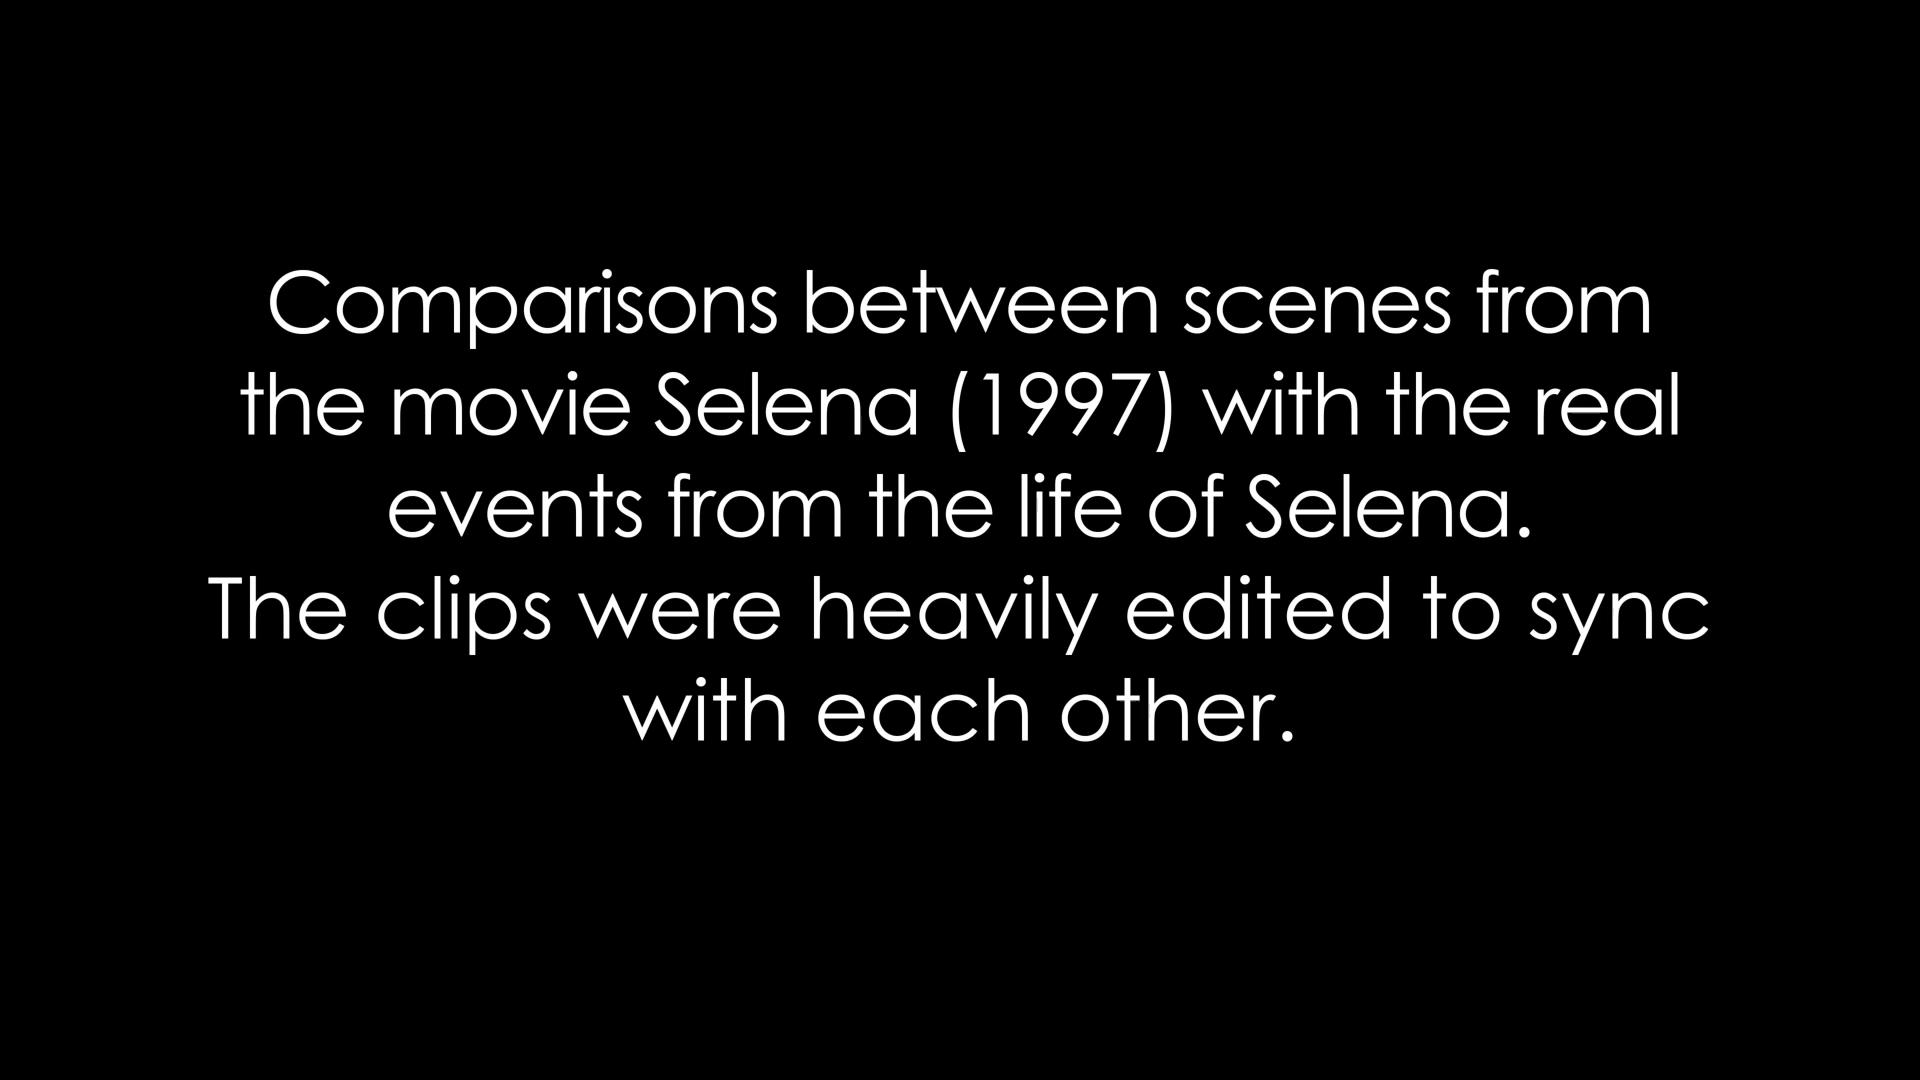 Comparisons between scenes from
the movie Selena (1997) with the real
events from the life of Selena.
The clips were heavily edited to sync
with each other.